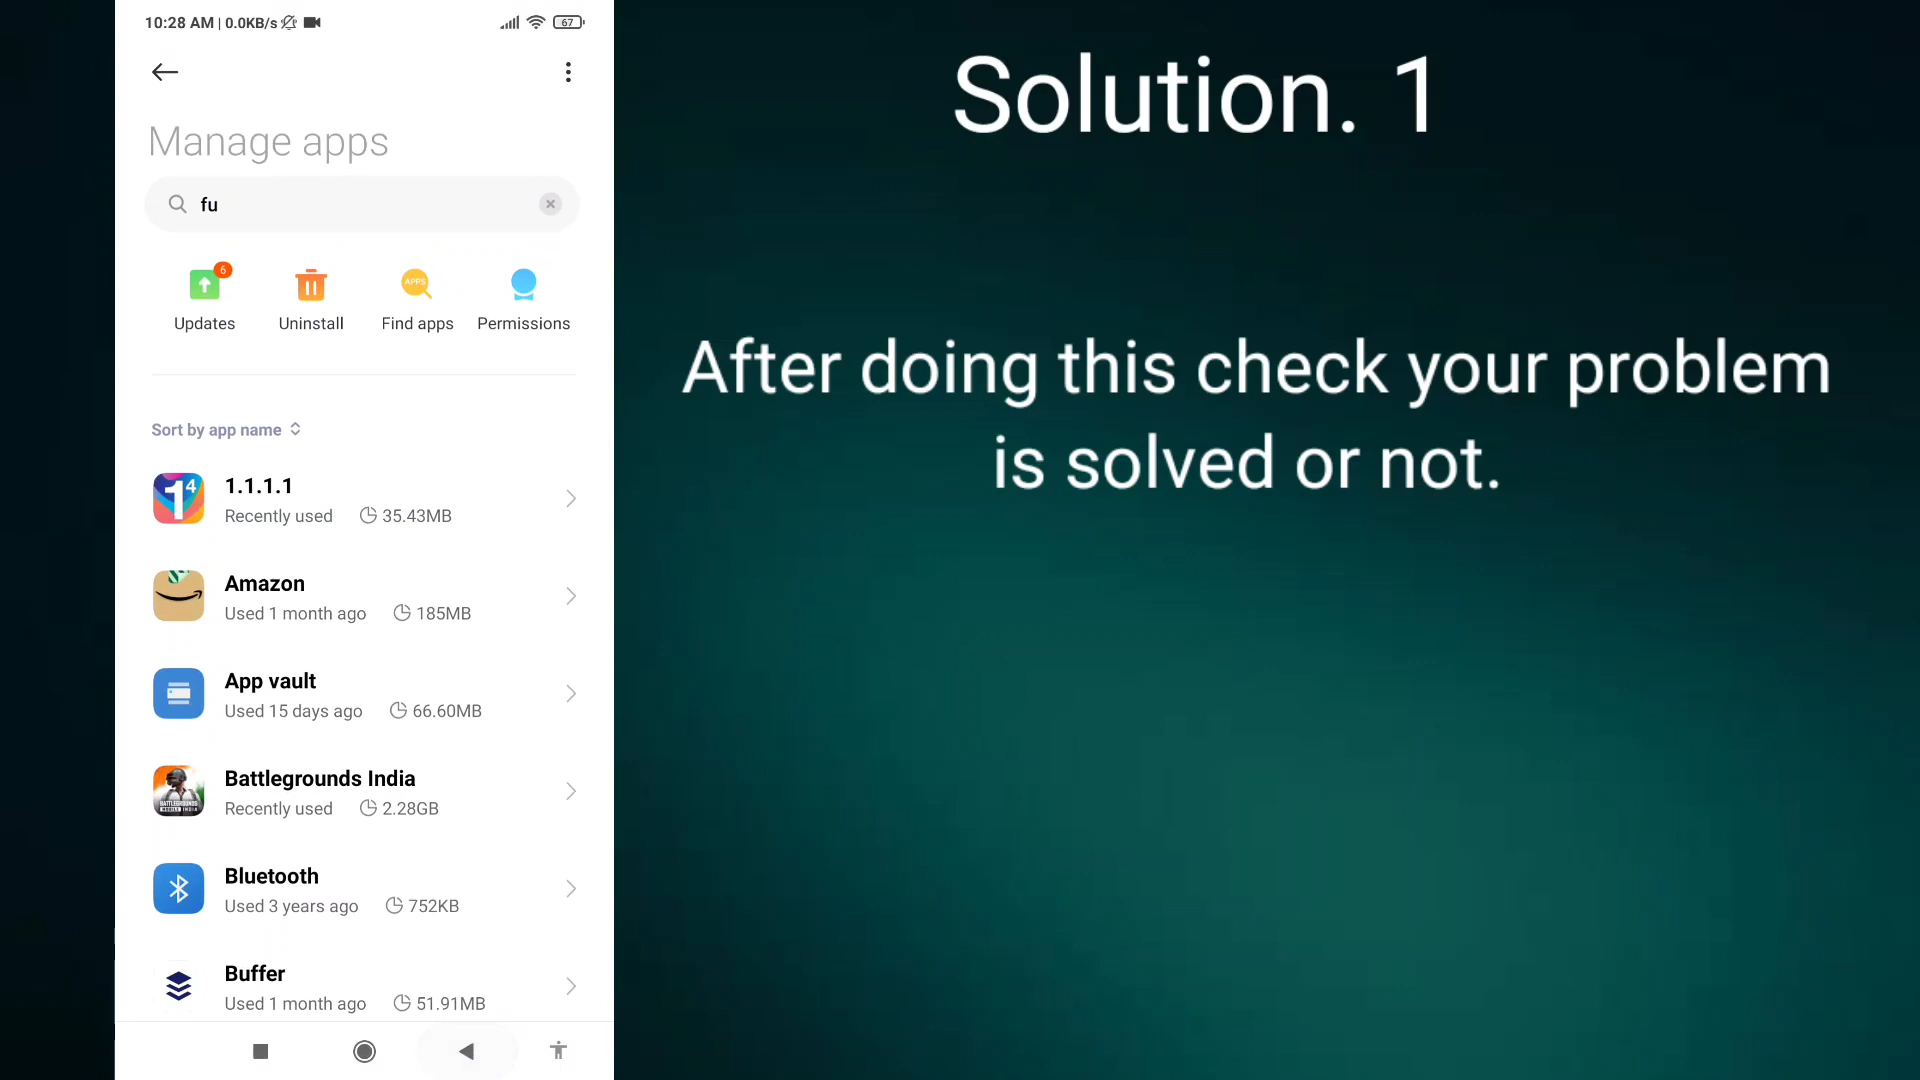 10:28 AM | 0.0KB/s
67
Manage apps
fu
6
APPS
Updates
Uninstall
Find apps
Permissions
Sort by app name
1.1.1.1
Recently used
35.43MB
Amazon
Used 1 month ago
185MB
App vault
Used 15 days ago
66.60MB
Battlegrounds India
Recently used
2.28GB
Bluetooth
Used 3 years ago
752KB
Buffer
Used 1 month ago
51.91MB
Solution. 1
After doing this check your problem
is solved or not.